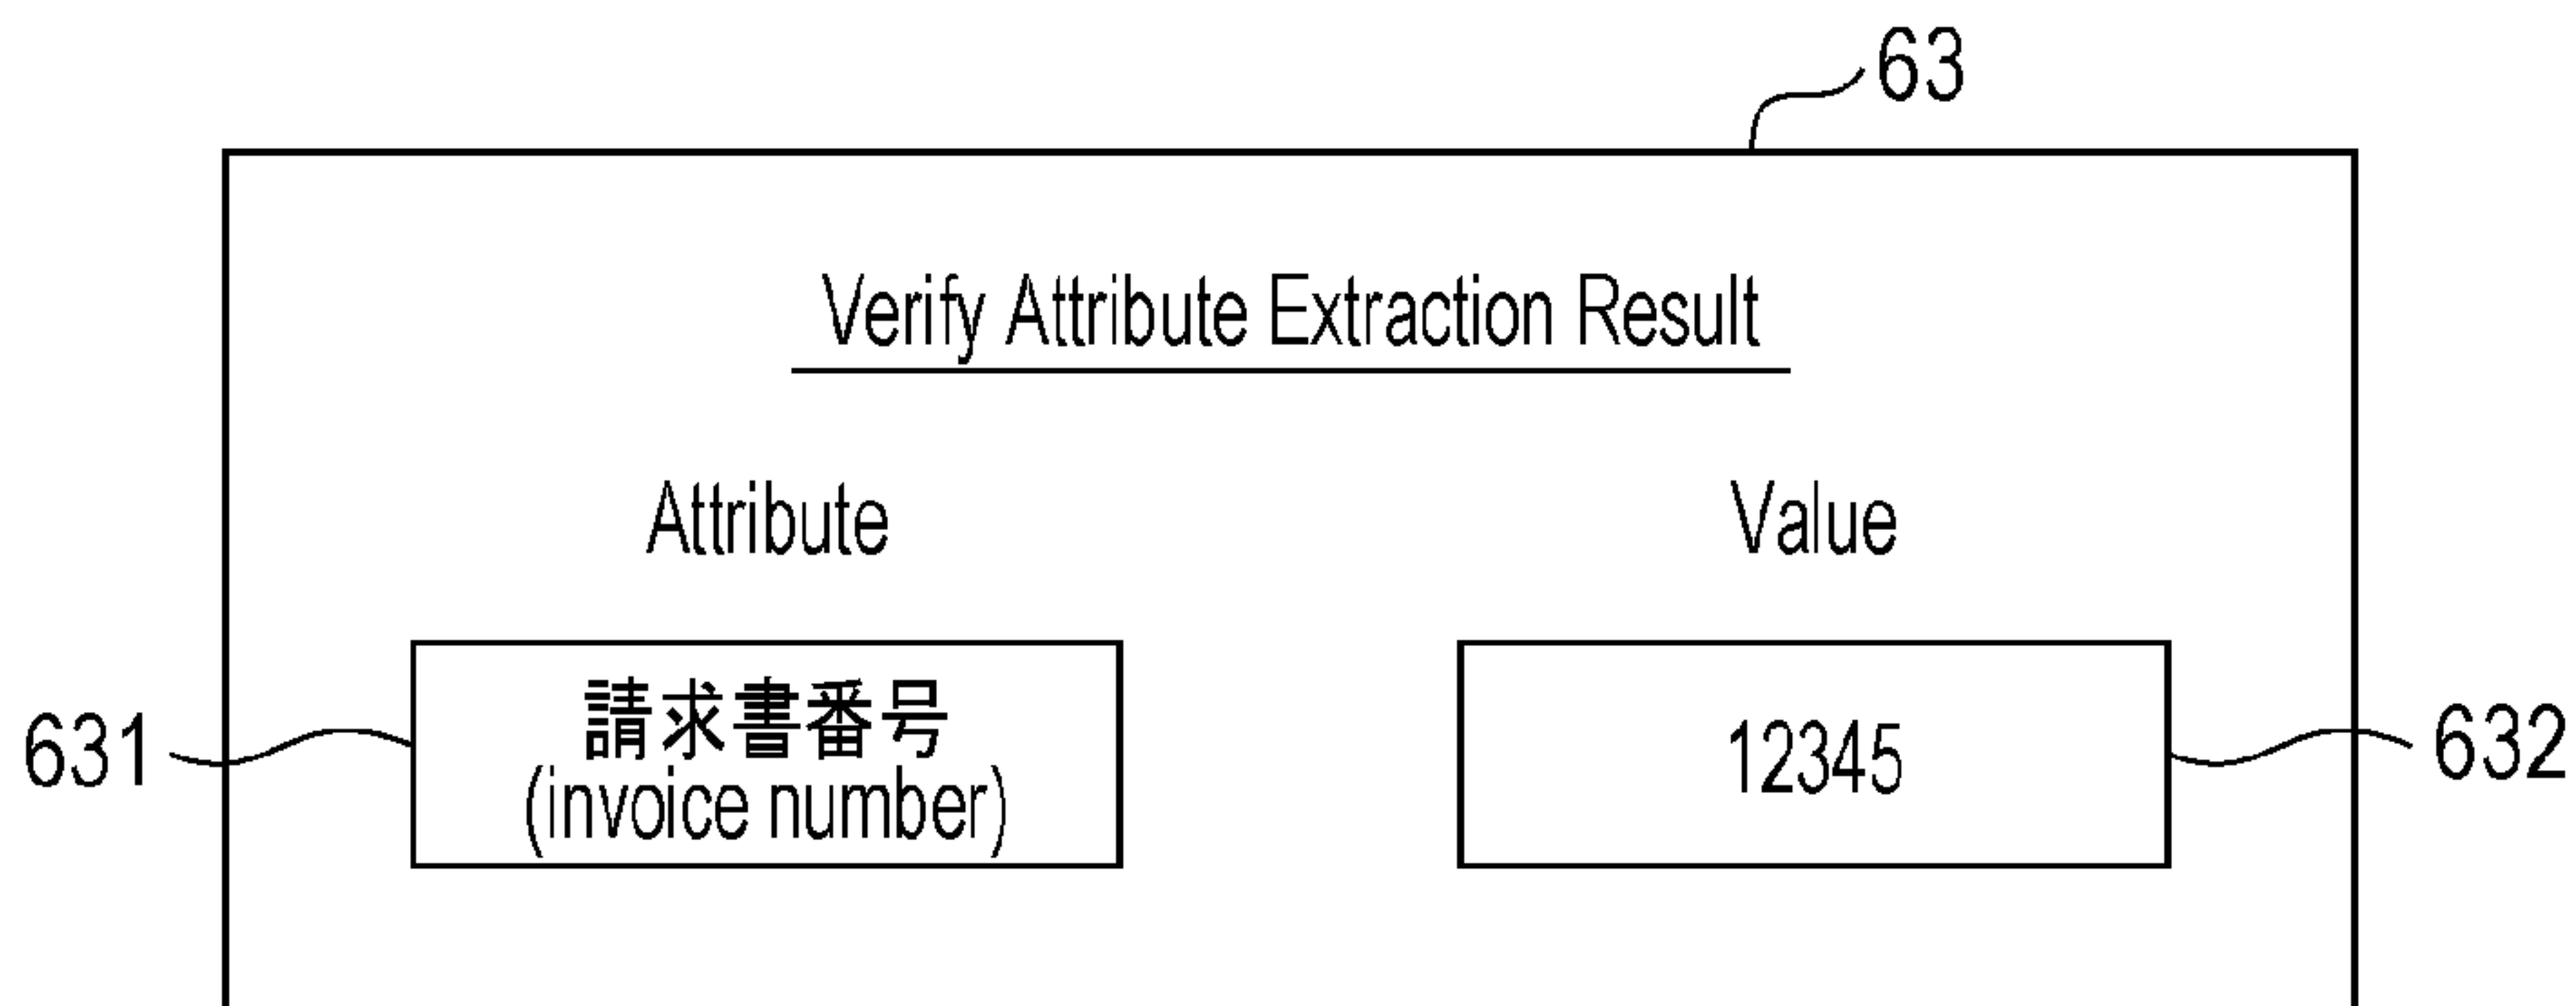 63
Verify Attribute Extraction Result
Attribute Value
請求書番号
(invoice number)
12345
631
632